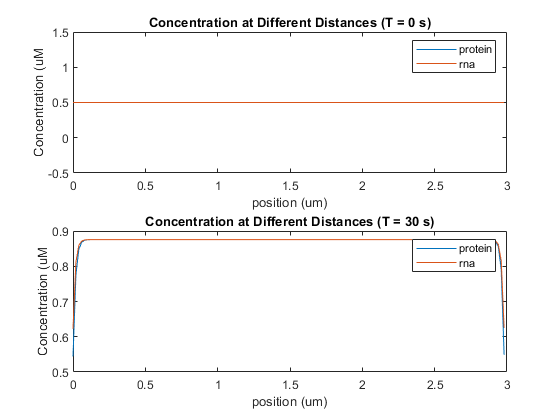 Concentration at Different Distances (T = 0 s)
Concentration (uM
1.5
1
0.5
0
-0.5
protein
rna
0 0.5 1 1.5 2 2.5 3
position (um)
Concentration at Different Distances (T = 30 s)
Concentration (uM
0.9
0.8
0.7
0.6
0.5
protein
rna
0 0.5 1 1.5 2 2.5 3
position (um)